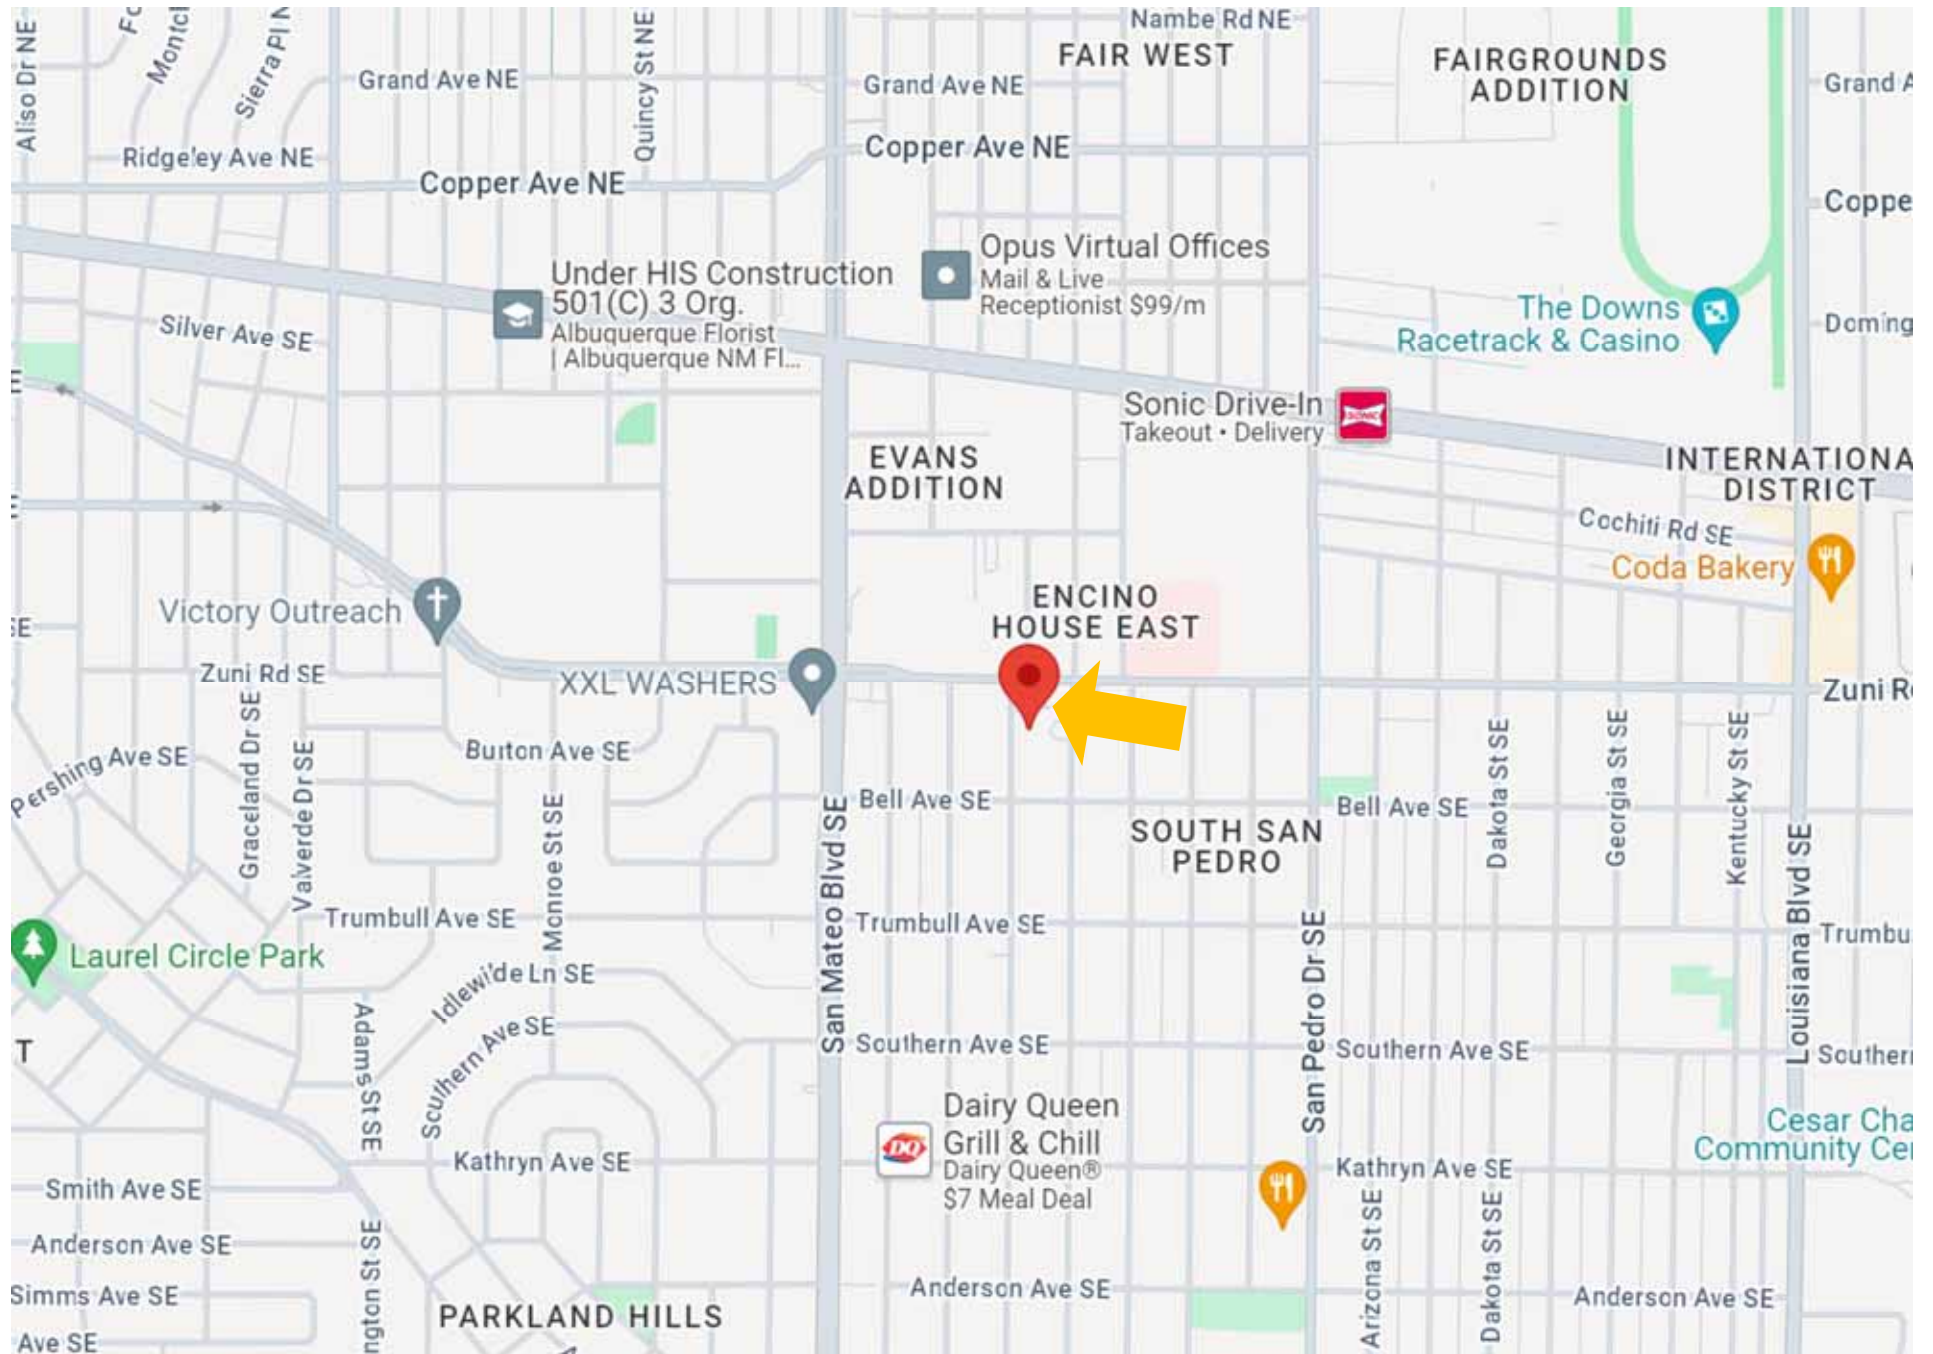 Nambe Rd NE
FAIR WEST
FAIRGROUNDS
ADDITION
Aliso Dr NE
Sierra Pl N
Grand Ave NE
Quincy St NE
Grand Ave NE
Grand A
Ridgeley Ave NE
Copper Ave NE
Copper Ave NE
Coppe
Under HIS Construction
501(C) 3 Org.
Albuquerque Florist
| Albuquerque NM Fl...
Opus Virtual Offices
Mail & Live
Receptionist $99/m
Silver Ave SE
The Downs
Racetrack & Casino
Doming
Sonic Drive-In
Takeout • Delivery
SONIC
EVANS
ADDITION
INTERNATIONA
DISTRICT
Cochiti Rd SE
Coda Bakery
Victory Outreach
ENCINO
HOUSE EAST
Zuni Rd SE
XXL WASHERS
Zuni R
Pershing Ave SE
Graceland Dr SE
Valverde Dr SE
Burton Ave SE
Monroe St SE
San Mateo Blvd SE
Bell Ave SE
Bell Ave SE
Dakota St SE
Georgia St SE
Kentucky St SE
Louisiana Blvd SE
SOUTH SAN
PEDRO
Trumbull Ave SE
Trumbull Ave SE
San Pedro Dr SE
Trumbu
Laurel Circle Park
Idlewilde Ln SE
Southern Ave SE
Adams St SE
T
Southern Ave SE
Southern Ave SE
Souther
Dairy Queen
Grill & Chill
Dairy Queen®
$7 Meal Deal
DQ
Cesar Cha
Community Ce
Kathryn Ave SE
Kathryn Ave SE
Smith Ave SE
Anderson Ave SE
ngton St SE
Arizona St SE
Dakota St SE
Simms Ave SE
Anderson Ave SE
Anderson Ave SE
PARKLAND HILLS
Ave SE